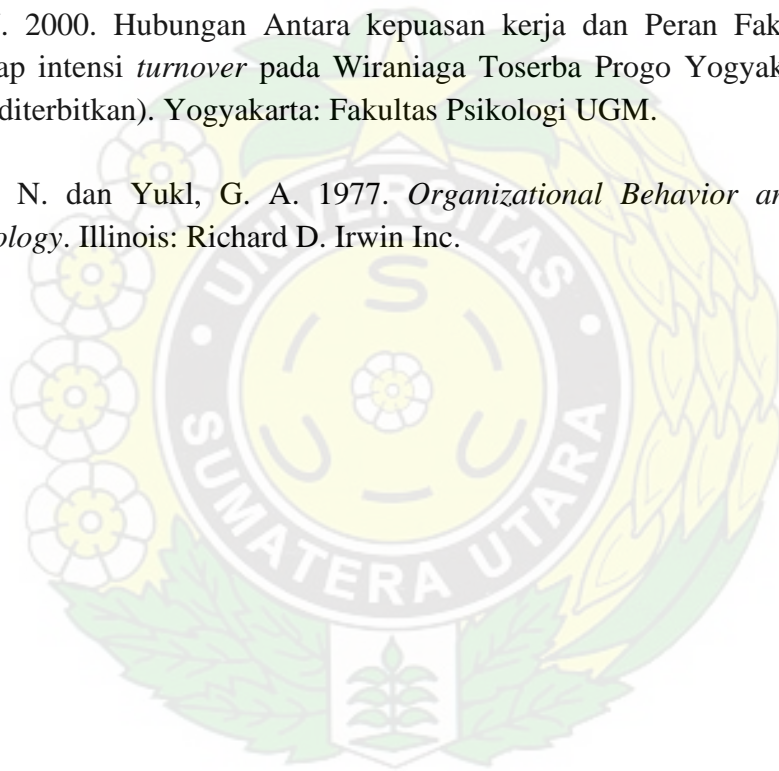 . 2000. Hubungan Antara kepuasan kerja dan Peran Fak
ap intensi turnover pada Wiraniaga Toserba Progo Yogyak
diterbitkan). Yogyakarta: Fakultas Psikologi UGM.
N. dan Yukl, G. A. 1977. Organizational Behavior an
ology. Illinois: Richard D. Irwin Inc.
UNIVERSITAS
SUMATERA UTARA